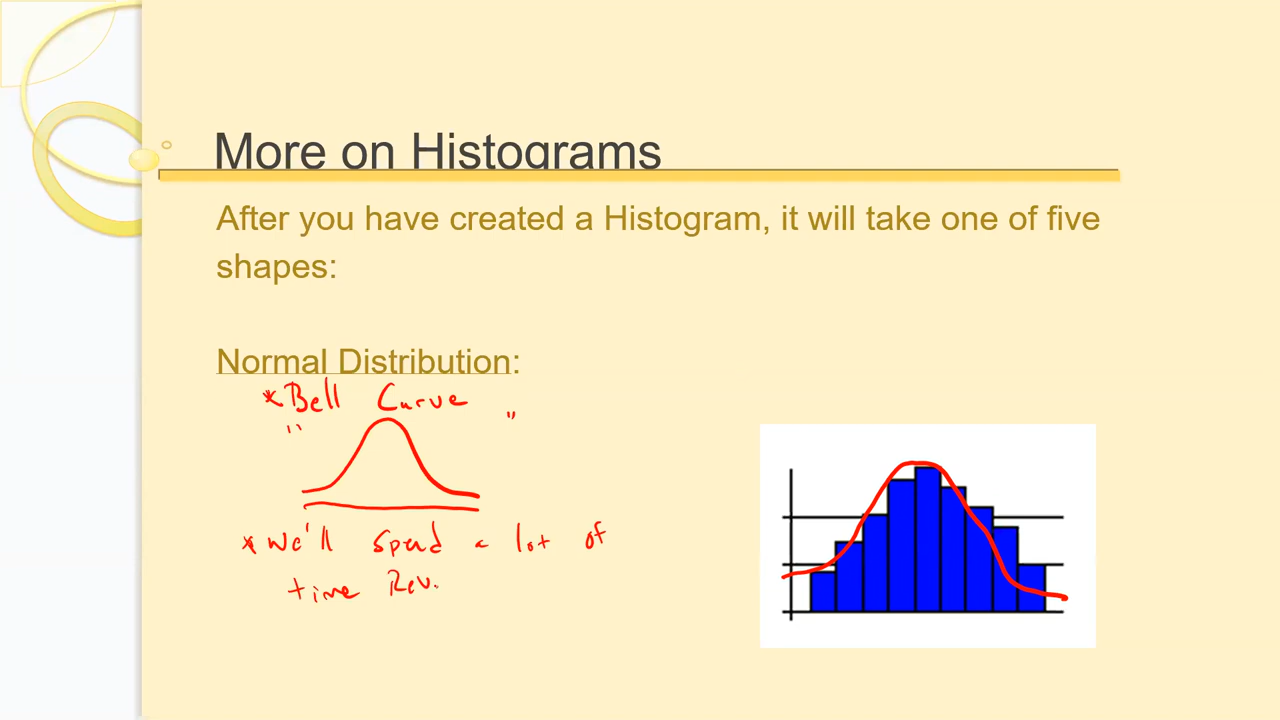 More on Histograms
After you have created a Histogram, it will take one of five
shapes:
Normal Distribution:
*Bell Curve
" "
*We'll spend a lot of
time Rev.